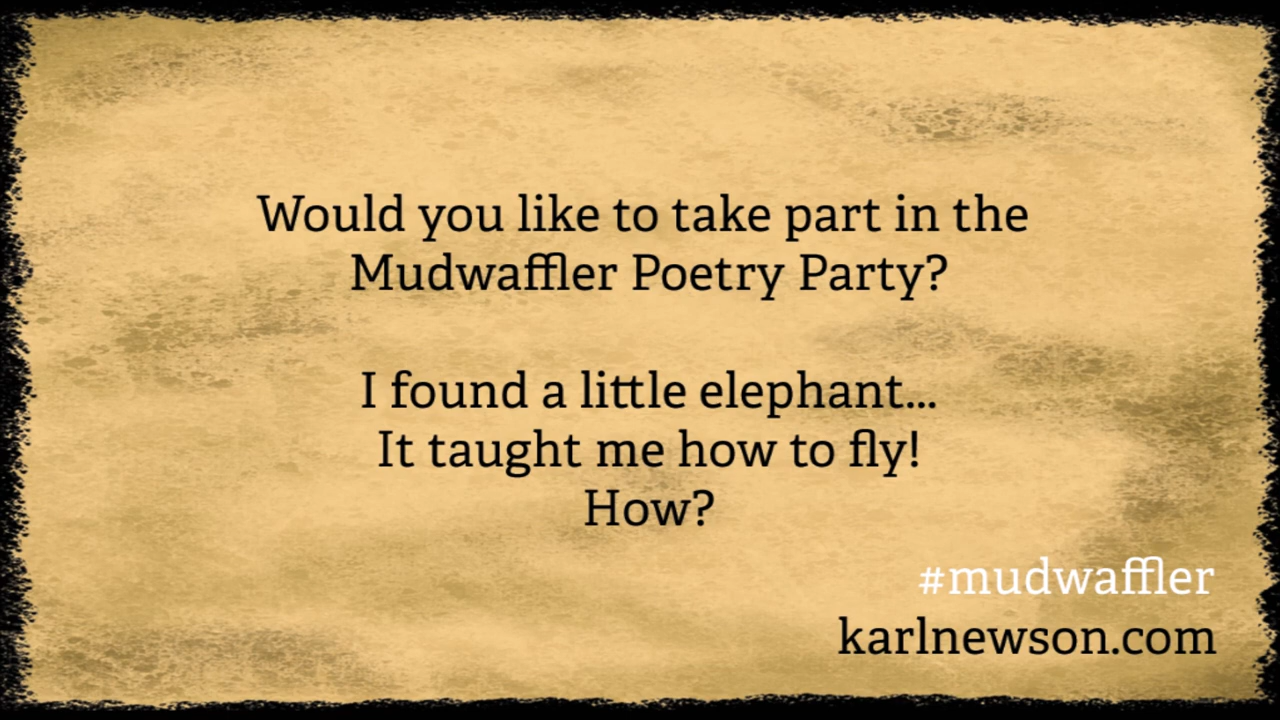 Would you like to take part in the
Mudwaffler Poetry Party?
I found a little elephant...
It taught me how to fly!
How?
#mudwaffler
karlnewson.com